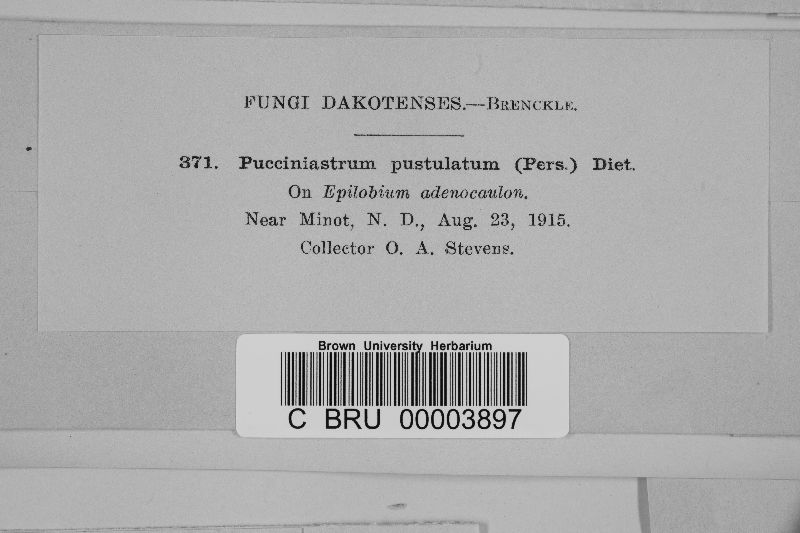 FUNGI DAKOTENSES.—BRENCKLE.
371. Pucciniastrum pustulatum (Pers.) Diet.
On Epilobium adenocaulon.
Near Minot, N. D., Aug. 23, 1915.
Collector O. A. Stevens.
Brown University Herbarium
C BRU 00003897